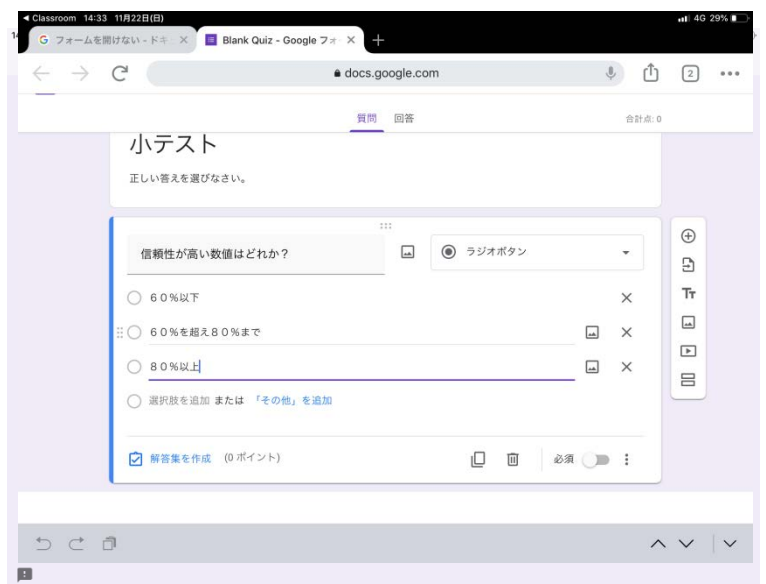 ◀ Classroom 14:33 11月22日(日) 4G 29%
フォームを開けない - ドキ
Blank Quiz - Google フォ
docs.google.com
2
質問 回答 合計点: 0
小テスト
正しい答えを選びなさい。
信頼性が高い数値はどれか？ ラジオボタン
６０%以下
６０%を超え８０%まで
８０%以上
選択肢を追加 または 「その他」を追加
解答集を作成 (0 ポイント) 必須